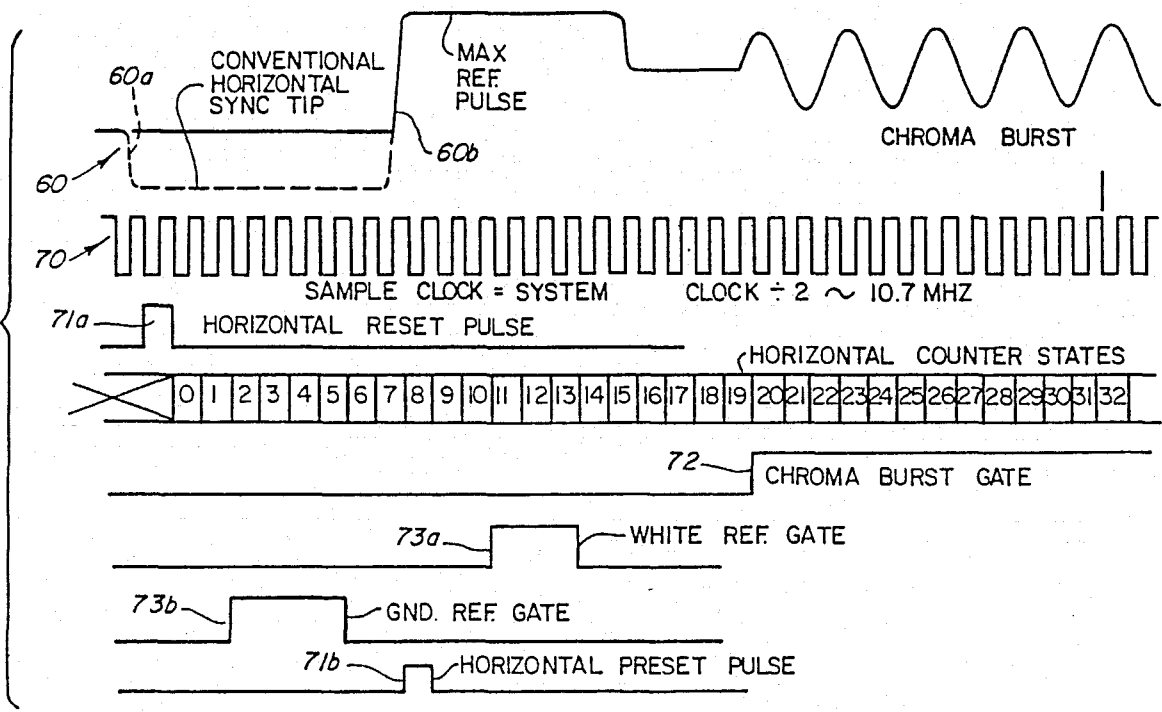 CONVENTIONAL
HORIZONTAL
SYNC TIP
60a
MAX
REF.
PULSE
60b
60
CHROMA BURST
70
SAMPLE CLOCK = SYSTEM CLOCK ÷ 2 ~ 10.7 MHZ
71a
HORIZONTAL RESET PULSE
HORIZONTAL COUNTER STATES
0 1 2 3 4 5 6 7 8 9 10 11 12 13 14 15 16 17 18 19 20 21 22 23 24 25 26 27 28 29 30 31 32
72
CHROMA BURST GATE
73a
WHITE REF. GATE
73b
GND. REF. GATE
71b
HORIZONTAL PRESET PULSE